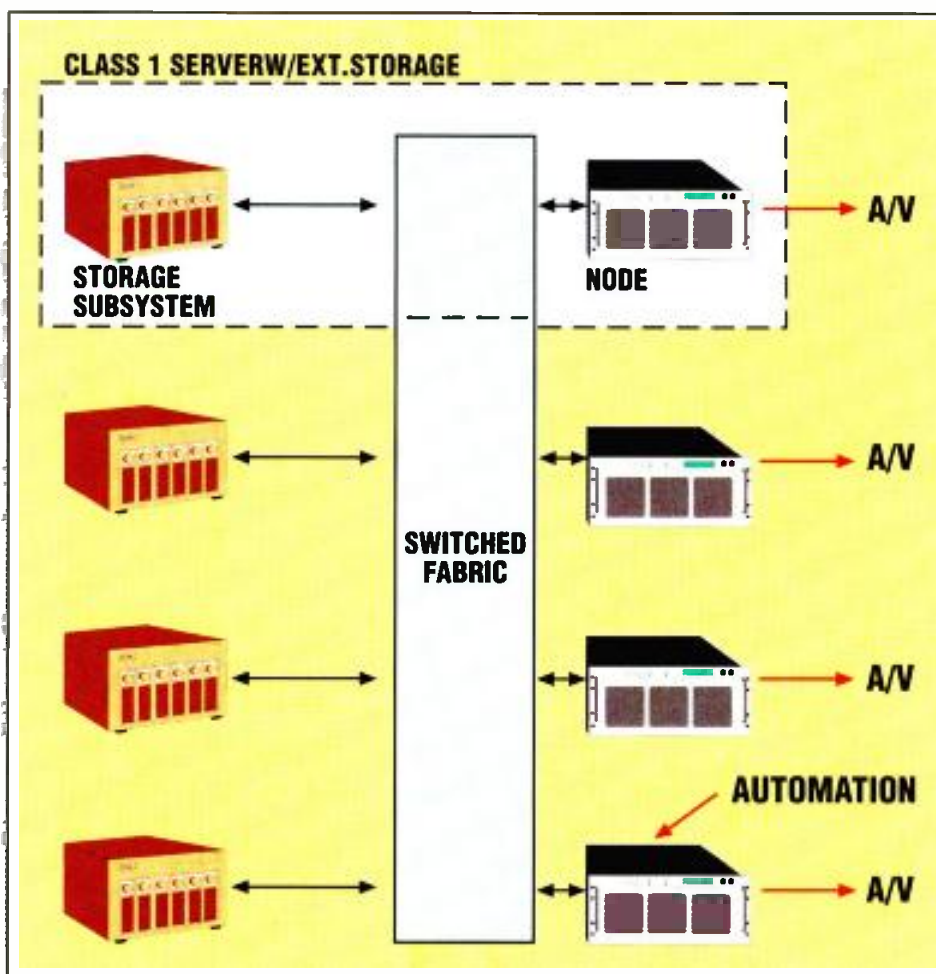 CLASS 1 SERVERW/EXT.STORAGE
STORAGE
SUBSYSTEM
NODE
A/V
A/V
SWITCHED
FABRIC
A/V
AUTOMATION
A/V